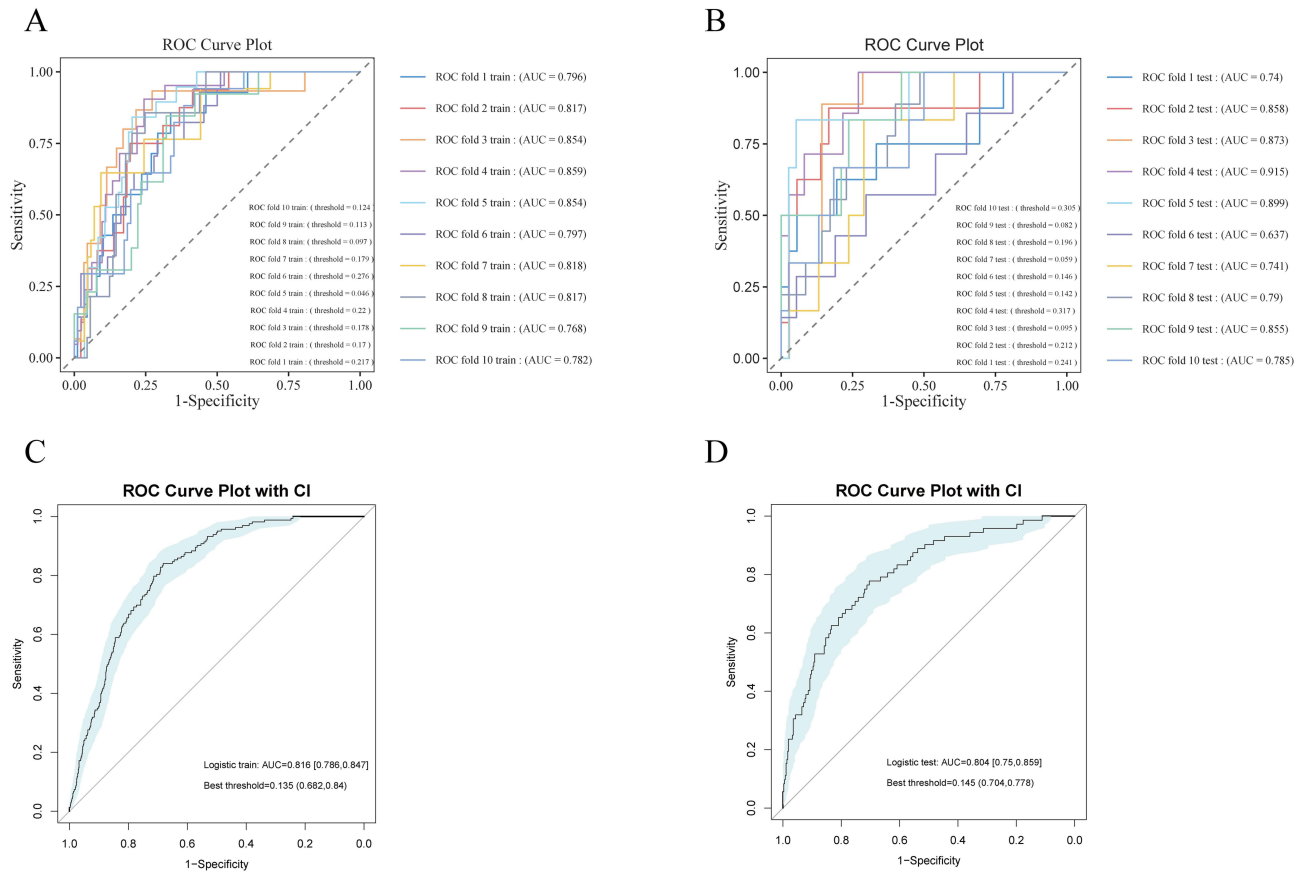 A
ROC Curve Plot
1.00
0.75
0.50
0.25
0.00
Sensitivity
ROC fold 10 train: ( threshold = 0.124 )
ROC fold 9 train: ( threshold = 0.113 )
ROC fold 8 train: ( threshold = 0.097 )
ROC fold 7 train: ( threshold = 0.179 )
ROC fold 6 train: ( threshold = 0.276 )
ROC fold 5 train: ( threshold = 0.046 )
ROC fold 4 train: ( threshold = 0.22 )
ROC fold 3 train: ( threshold = 0.178 )
ROC fold 2 train: ( threshold = 0.17 )
ROC fold 1 train: ( threshold = 0.217 )
0.00 0.25 0.50 0.75 1.00
1-Specificity
ROC fold 1 train : (AUC = 0.796)
ROC fold 2 train : (AUC = 0.817)
ROC fold 3 train : (AUC = 0.854)
ROC fold 4 train : (AUC = 0.859)
ROC fold 5 train : (AUC = 0.854)
ROC fold 6 train : (AUC = 0.797)
ROC fold 7 train : (AUC = 0.818)
ROC fold 8 train : (AUC = 0.817)
ROC fold 9 train : (AUC = 0.768)
ROC fold 10 train : (AUC = 0.782)
B
ROC Curve Plot
1.00
0.75
0.50
0.25
0.00
Sensitivity
ROC fold 10 test : ( threshold = 0.305 )
ROC fold 9 test : ( threshold = 0.082 )
ROC fold 8 test : ( threshold = 0.196 )
ROC fold 7 test : ( threshold = 0.059 )
ROC fold 6 test : ( threshold = 0.146 )
ROC fold 5 test : ( threshold = 0.142 )
ROC fold 4 test : ( threshold = 0.317 )
ROC fold 3 test : ( threshold = 0.095 )
ROC fold 2 test : ( threshold = 0.212 )
ROC fold 1 test : ( threshold = 0.241 )
0.00 0.25 0.50 0.75 1.00
1-Specificity
ROC fold 1 test : (AUC = 0.74)
ROC fold 2 test : (AUC = 0.858)
ROC fold 3 test : (AUC = 0.873)
ROC fold 4 test : (AUC = 0.915)
ROC fold 5 test : (AUC = 0.899)
ROC fold 6 test : (AUC = 0.637)
ROC fold 7 test : (AUC = 0.741)
ROC fold 8 test : (AUC = 0.79)
ROC fold 9 test : (AUC = 0.855)
ROC fold 10 test : (AUC = 0.785)
C
ROC Curve Plot with CI
1.0
0.8
0.6
0.4
0.2
0.0
Sensitivity
Logistic train: AUC=0.816 [0.786,0.847]
Best threshold=0.135 (0.682,0.84)
1.0 0.8 0.6 0.4 0.2 0.0
1−Specificity
D
ROC Curve Plot with CI
1.0
0.8
0.6
0.4
0.2
0.0
Sensitivity
Logistic test: AUC=0.804 [0.75,0.859]
Best threshold=0.145 (0.704,0.778)
1.0 0.8 0.6 0.4 0.2 0.0
1−Specificity